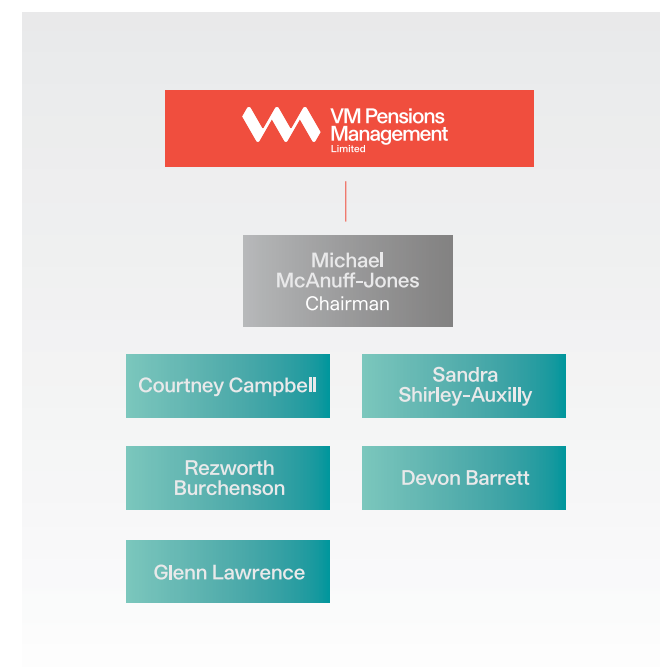 VM Pensions
Management
Limited
Michael
McAnuff-Jones
Chairman
Courtney Campbell
Sandra
Shirley-Auxilly
Rezworth
Burchenson
Devon Barrett
Glenn Lawrence